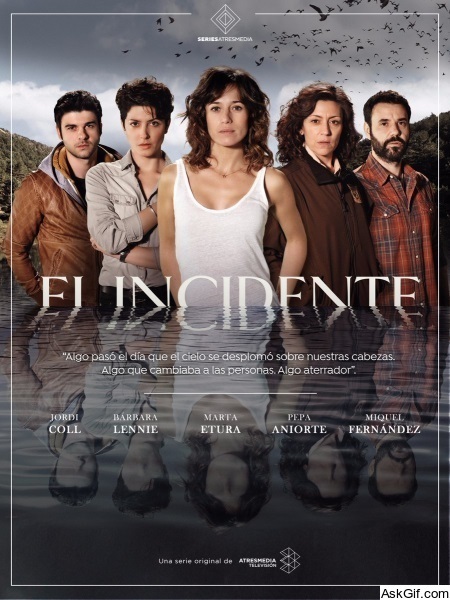 SERIESATRESMEDIA
EL INCIDENTE
"Algo pasó el día que el cielo se desplomó sobre nuestras cabezas.
Algo que cambiaba a las personas. Algo aterrador".
JORDI COLL
BÁRBARA LENNIE
MARTA ETURA
PEPA ANIORTE
MIQUEL FERNÁNDEZ
Una serie original de ATRESMEDIA TELEVISIÓN
AskGif.com